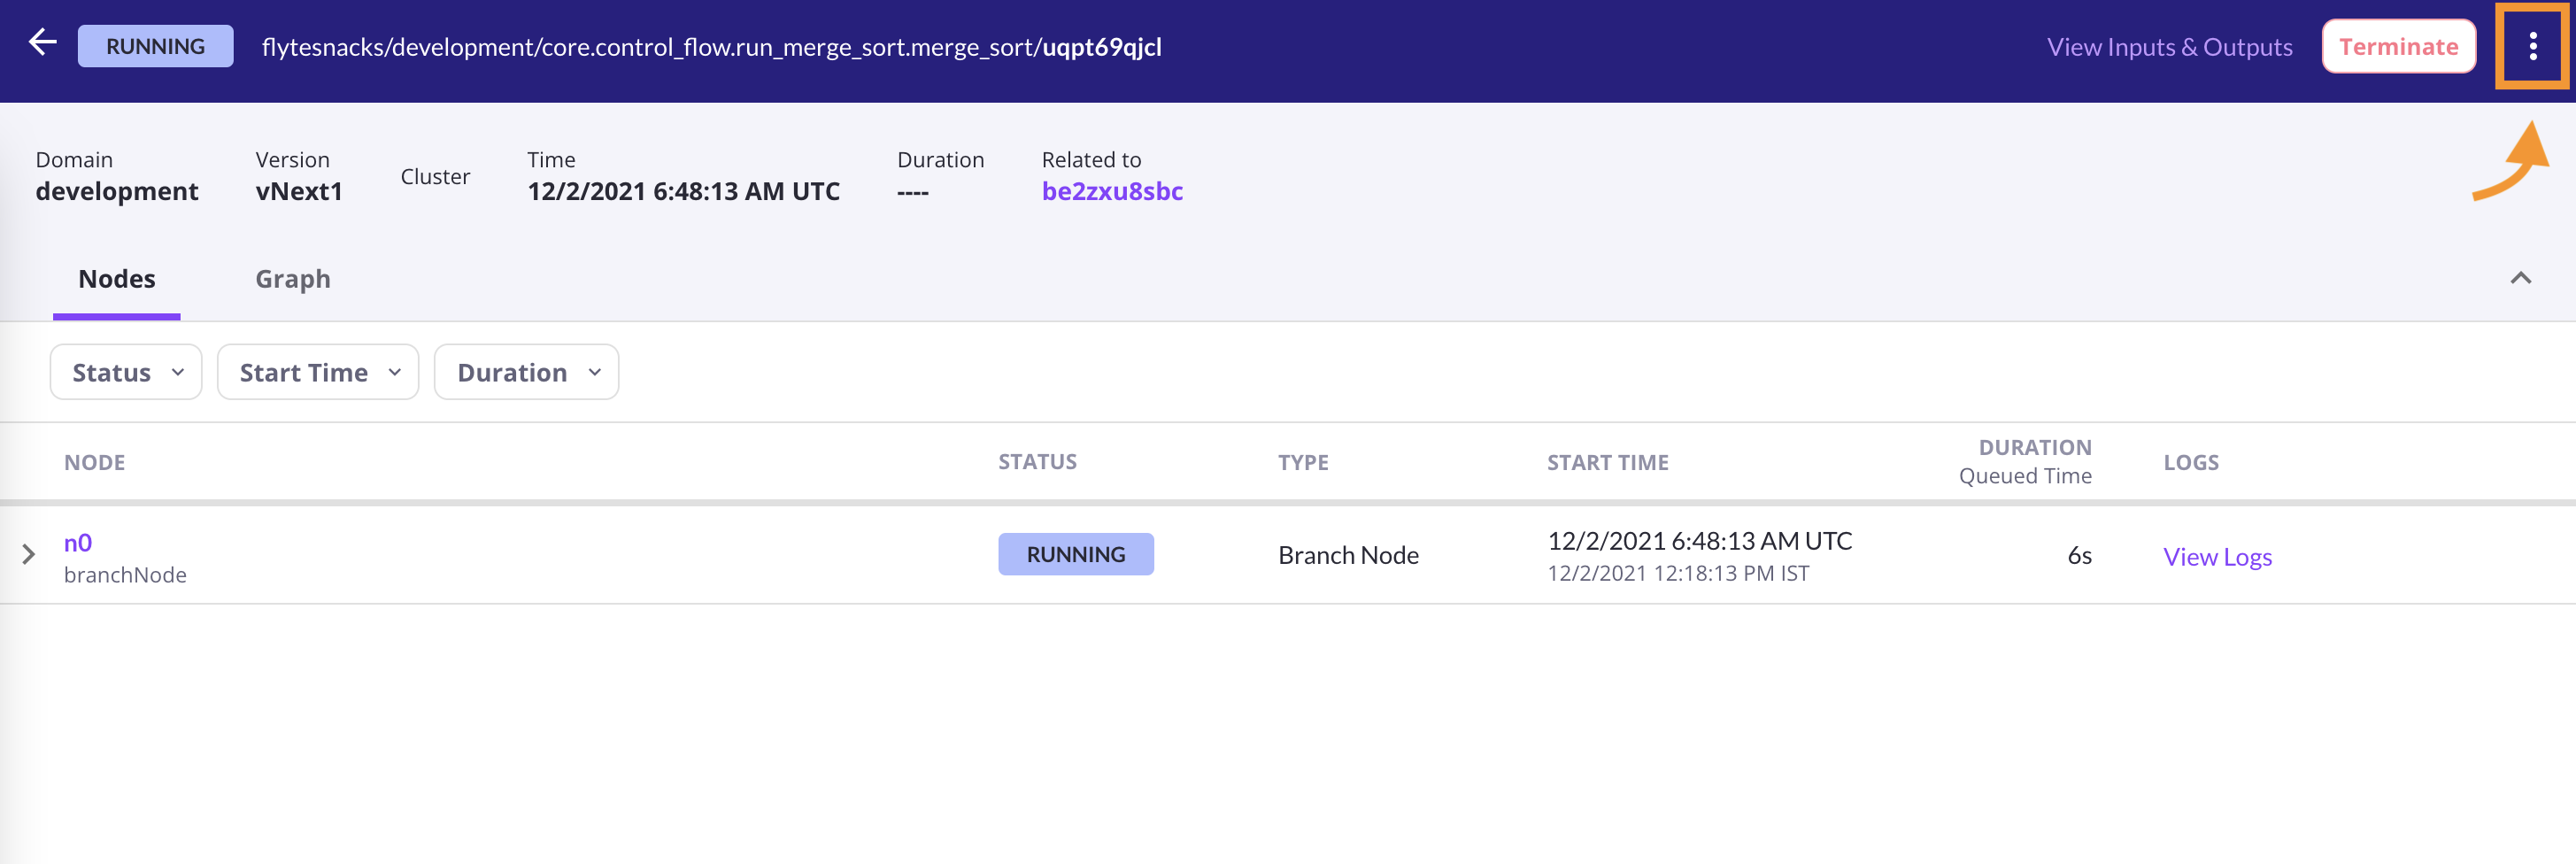 RUNNING
flytesnacks/development/core.control_flow.run_merge_sort.merge_sort/uqpt69qjcl
View Inputs & Outputs
Terminate
Domain
development
Version
vNext1
Cluster
Time
12/2/2021 6:48:13 AM UTC
Duration
----
Related to
be2zxu8sbc
Nodes
Graph
Status
Start Time
Duration
NODE
STATUS
TYPE
START TIME
DURATION
Queued Time
LOGS
n0
branchNode
RUNNING
Branch Node
12/2/2021 6:48:13 AM UTC
12/2/2021 12:18:13 PM IST
6s
View Logs